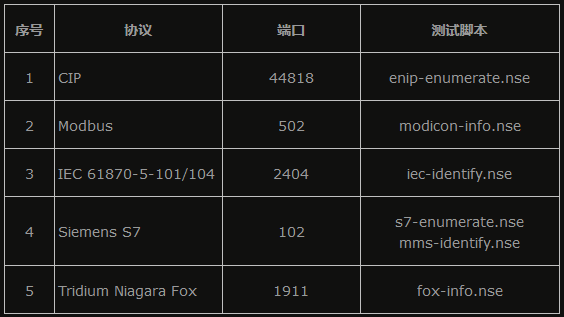 序号 协议 端口 测试脚本
1 CIP 44818 enip-enumerate.nse
2 Modbus 502 modicon-info.nse
3 IEC 61870-5-101/104 2404 iec-identify.nse
4 Siemens S7 102 s7-enumerate.nse
mms-identify.nse
5 Tridium Niagara Fox 1911 fox-info.nse